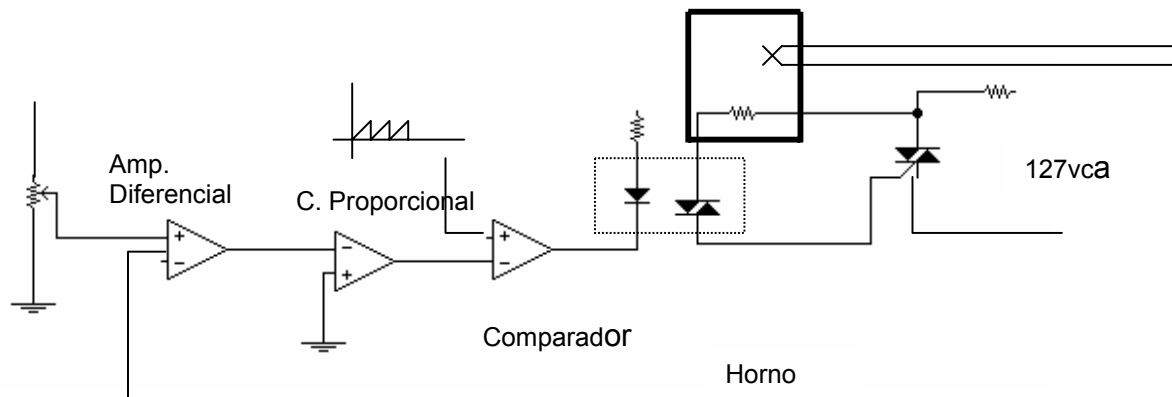 Amp.
Diferencial
C. Proporcional
127vca
+
−
−
+
+
−
Comparador
Horno